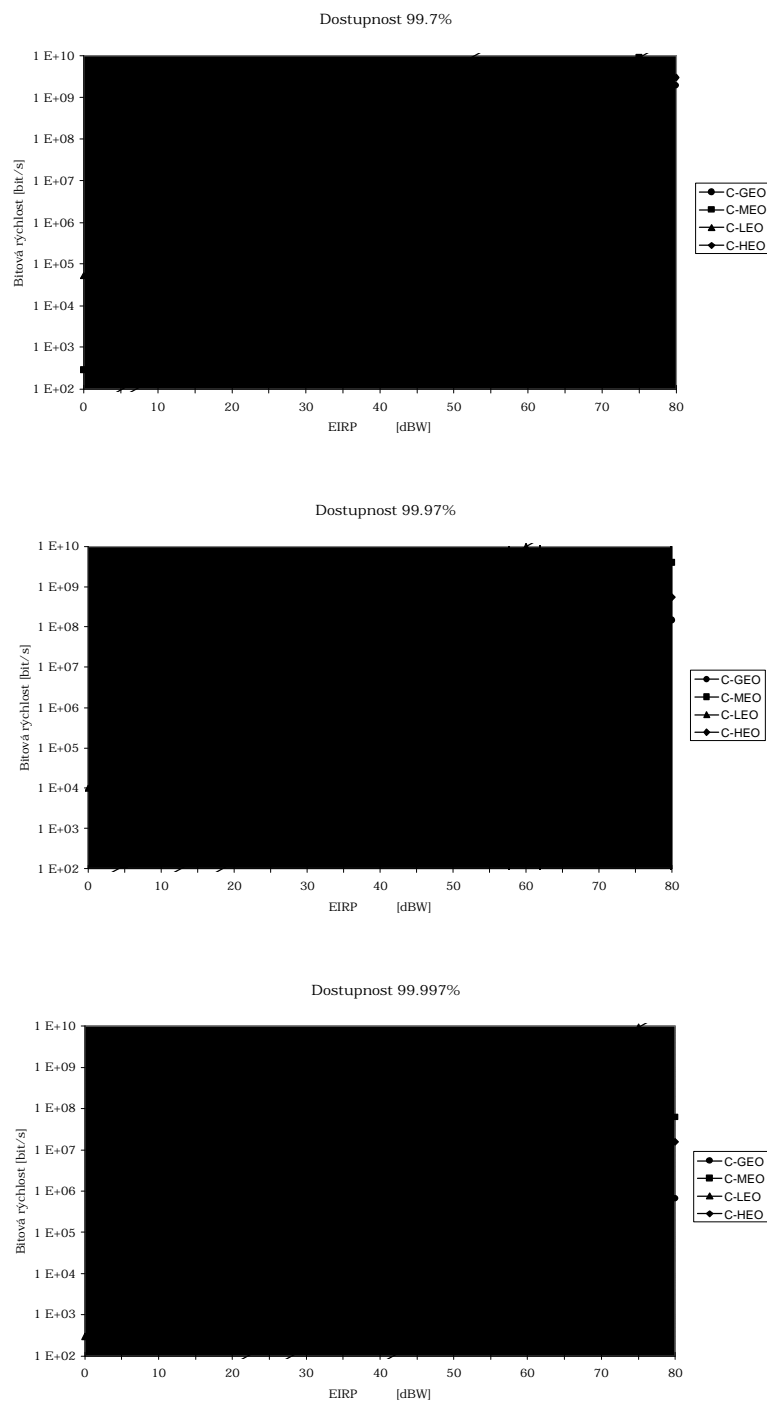 Dostupnost 99.7%
1 E+10
1 E+09
1 E+08
1 E+07
1 E+06
1 E+05
1 E+04
1 E+03
1 E+02
Bitová rýchlost [bit/s]
0 10 20 30 40 50 60 70 80
EIRP [dBW]
C-GEO
C-MEO
C-LEO
C-HEO
Dostupnost 99.97%
1 E+10
1 E+09
1 E+08
1 E+07
1 E+06
1 E+05
1 E+04
1 E+03
1 E+02
Bitová rýchlost [bit/s]
0 10 20 30 40 50 60 70 80
EIRP [dBW]
C-GEO
C-MEO
C-LEO
C-HEO
Dostupnost 99.997%
1 E+10
1 E+09
1 E+08
1 E+07
1 E+06
1 E+05
1 E+04
1 E+03
1 E+02
Bitová rýchlost [bit/s]
0 10 20 30 40 50 60 70 80
EIRP [dBW]
C-GEO
C-MEO
C-LEO
C-HEO